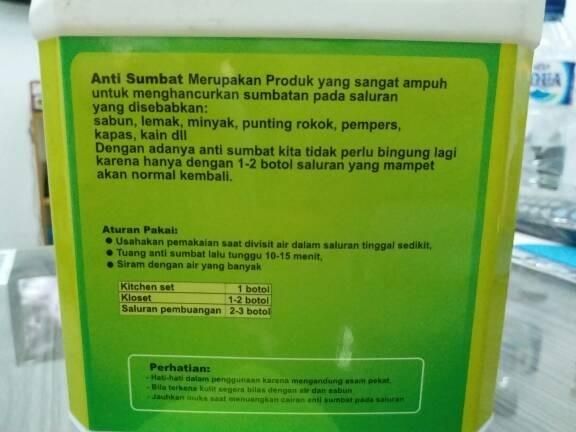 Anti Sumbat Merupakan Produk yang sangat ampuh
untuk menghancurkan sumbatan pada saluran
yang disebabkan:
sabun, lemak, minyak, punting rokok, pempers,
kapas, kain dll
Dengan adanya anti sumbat kita tidak perlu bingung lagi
karena hanya dengan 1-2 botol saluran yang mampet
akan normal kembali.
Aturan Pakai:
● Usahakan pemakaian saat divisit air dalam saluran tinggal sedikit,
● Tuang anti sumbat lalu tunggu 10-15 menit,
● Siram dengan air yang banyak
Kitchen set 1 botol
Kloset 1-2 botol
Saluran pembuangan 2-3 botol
Perhatian:
- Hati-hati dalam penggunaan karena mengandung asam pekat.
- Bila terkena kulit segera bilas dengan air dan sabun
- Jauhkan muka saat menuangkan cairan anti sumbat pada saluran
AQUA